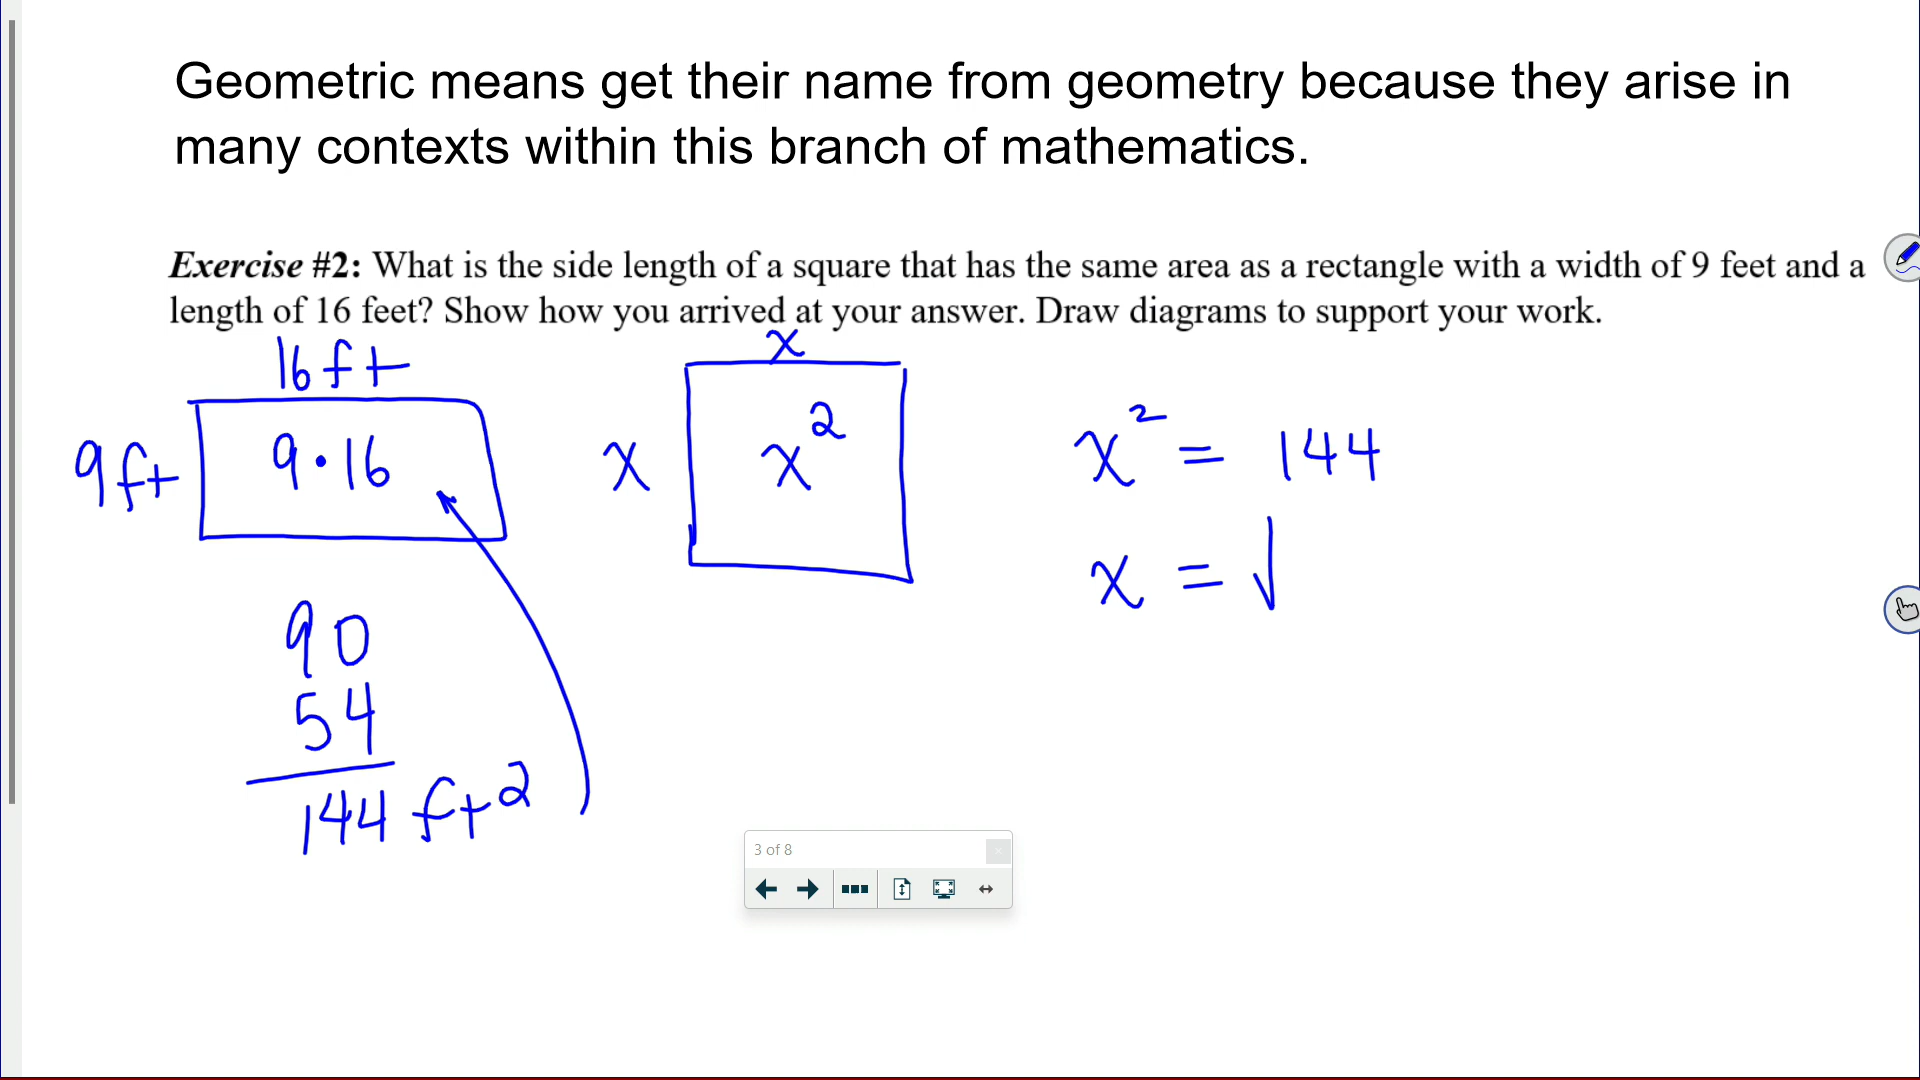 Geometric means get their name from geometry because they arise in
many contexts within this branch of mathematics.
Exercise #2: What is the side length of a square that has the same area as a rectangle with a width of 9 feet and a
length of 16 feet? Show how you arrived at your answer. Draw diagrams to support your work.
16ft
9ft
9·16
90
54
144 ft2
x
x
x²
x² = 144
x = √
3 of 8